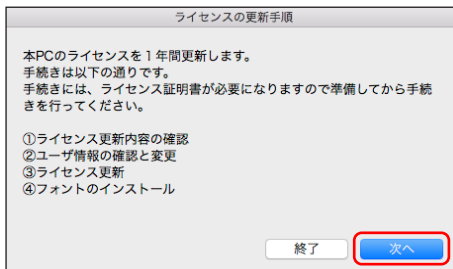 ライセンスの更新手順
本PCのライセンスを1年間更新します。
手続きは以下の通りです。
手続きには、ライセンス証明書が必要になりますので準備してから手続
きを行ってください。
①ライセンス更新内容の確認
②ユーザ情報の確認と変更
③ライセンス更新
④フォントのインストール
終了
次へ